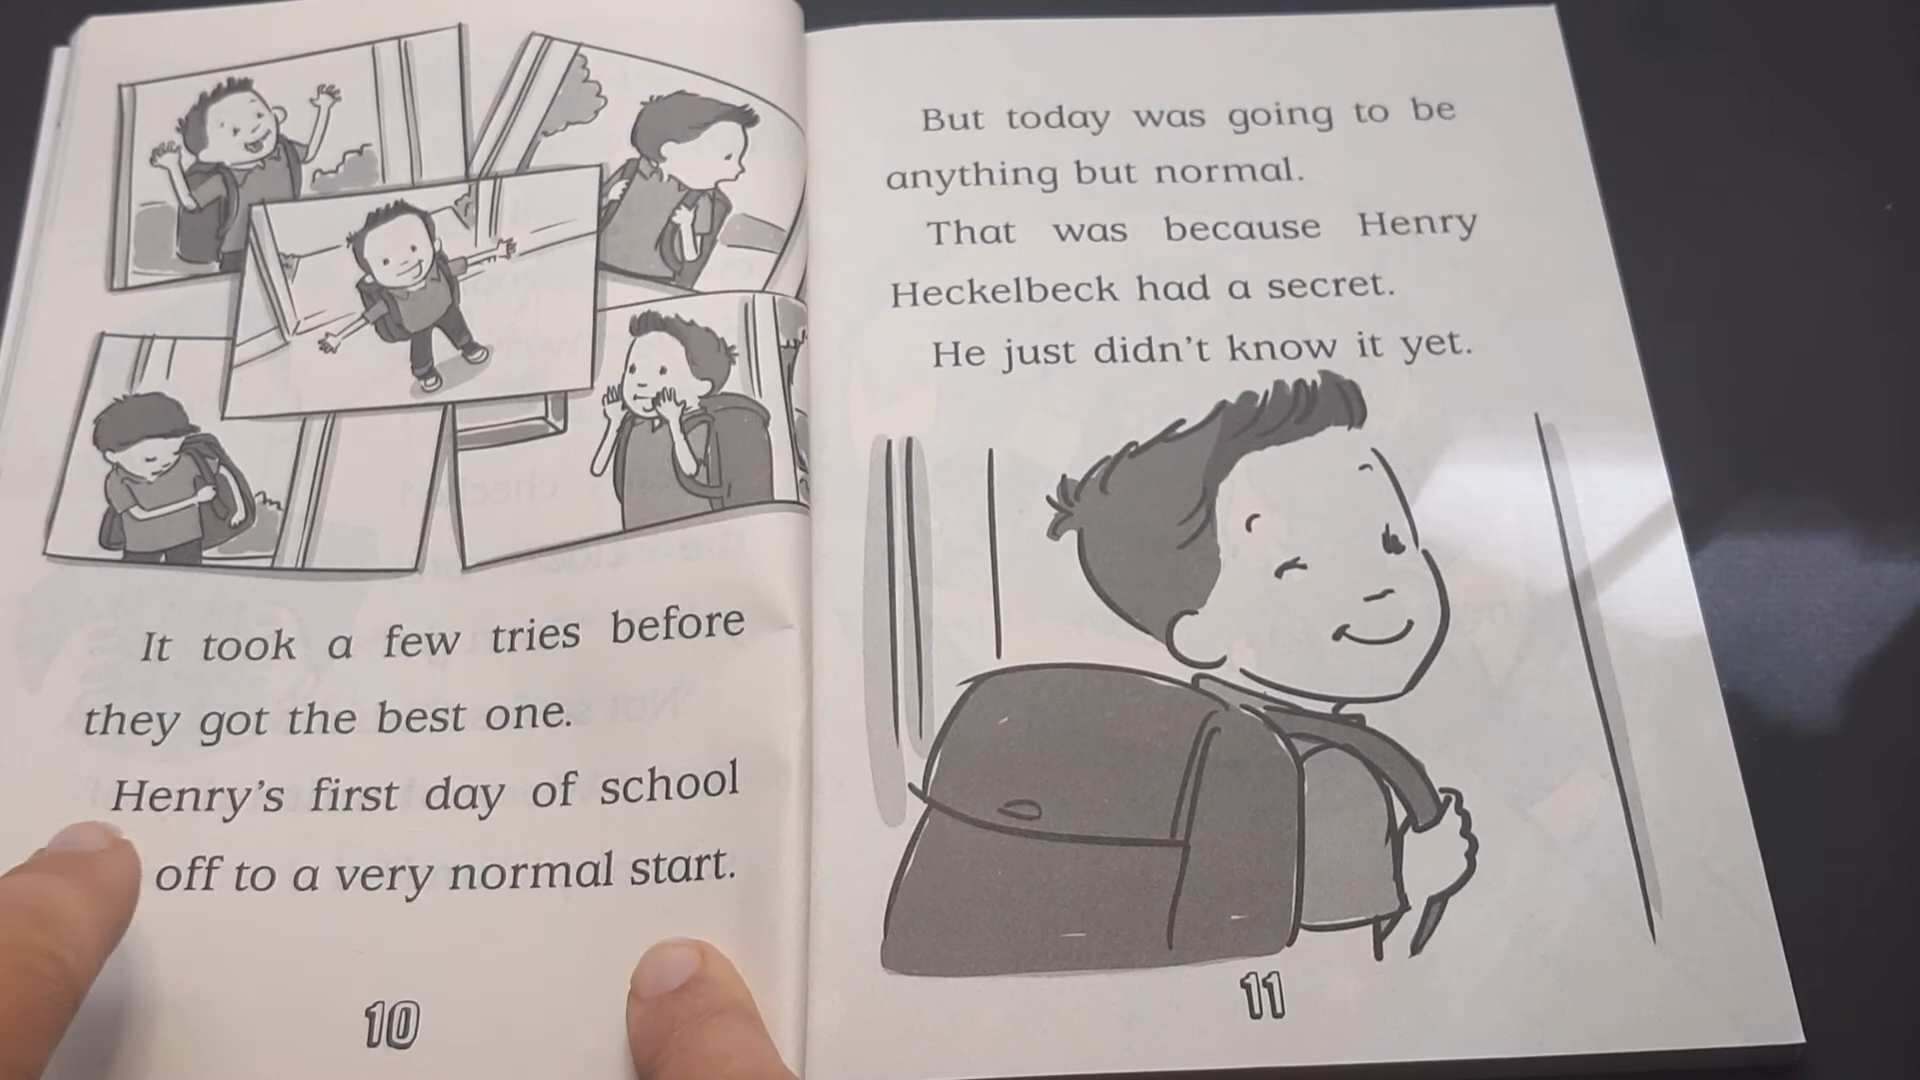 It took a few tries before
they got the best one.
Henry's first day of school
off to a very normal start.
10
But today was going to be
anything but normal.
That was because Henry
Heckelbeck had a secret.
He just didn't know it yet.
11